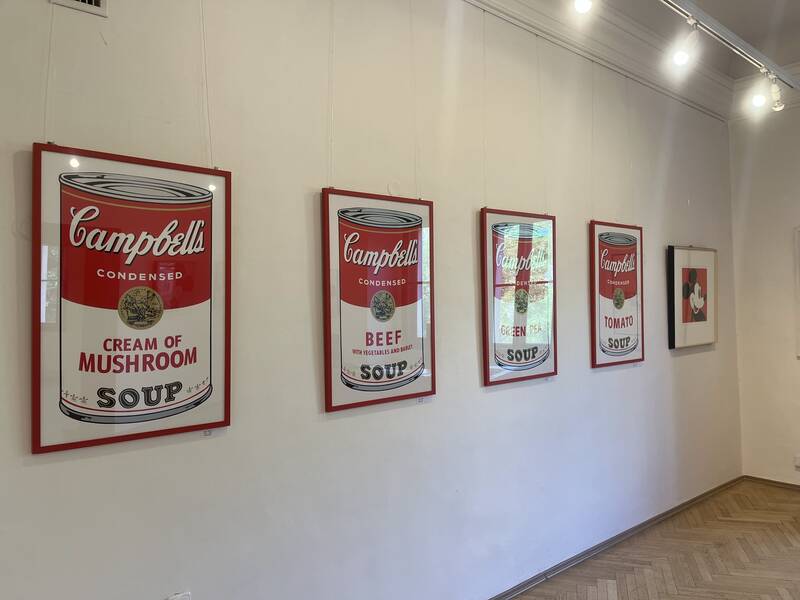 Campbell's
CONDENSED
CREAM OF
MUSHROOM
SOUP
Campbell's
CONDENSED
BEEF
WITH VEGETABLES AND BARLEY
SOUP
Campbell's
CONDENSED
GREEN PEA
SOUP
Campbell's
CONDENSED
TOMATO
SOUP